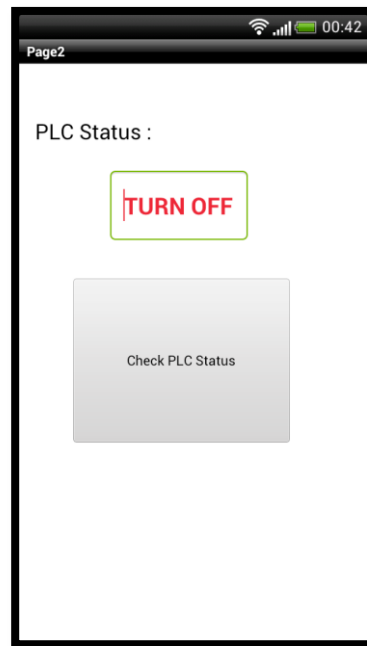 00:42
Page2
PLC Status :
TURN OFF
Check PLC Status